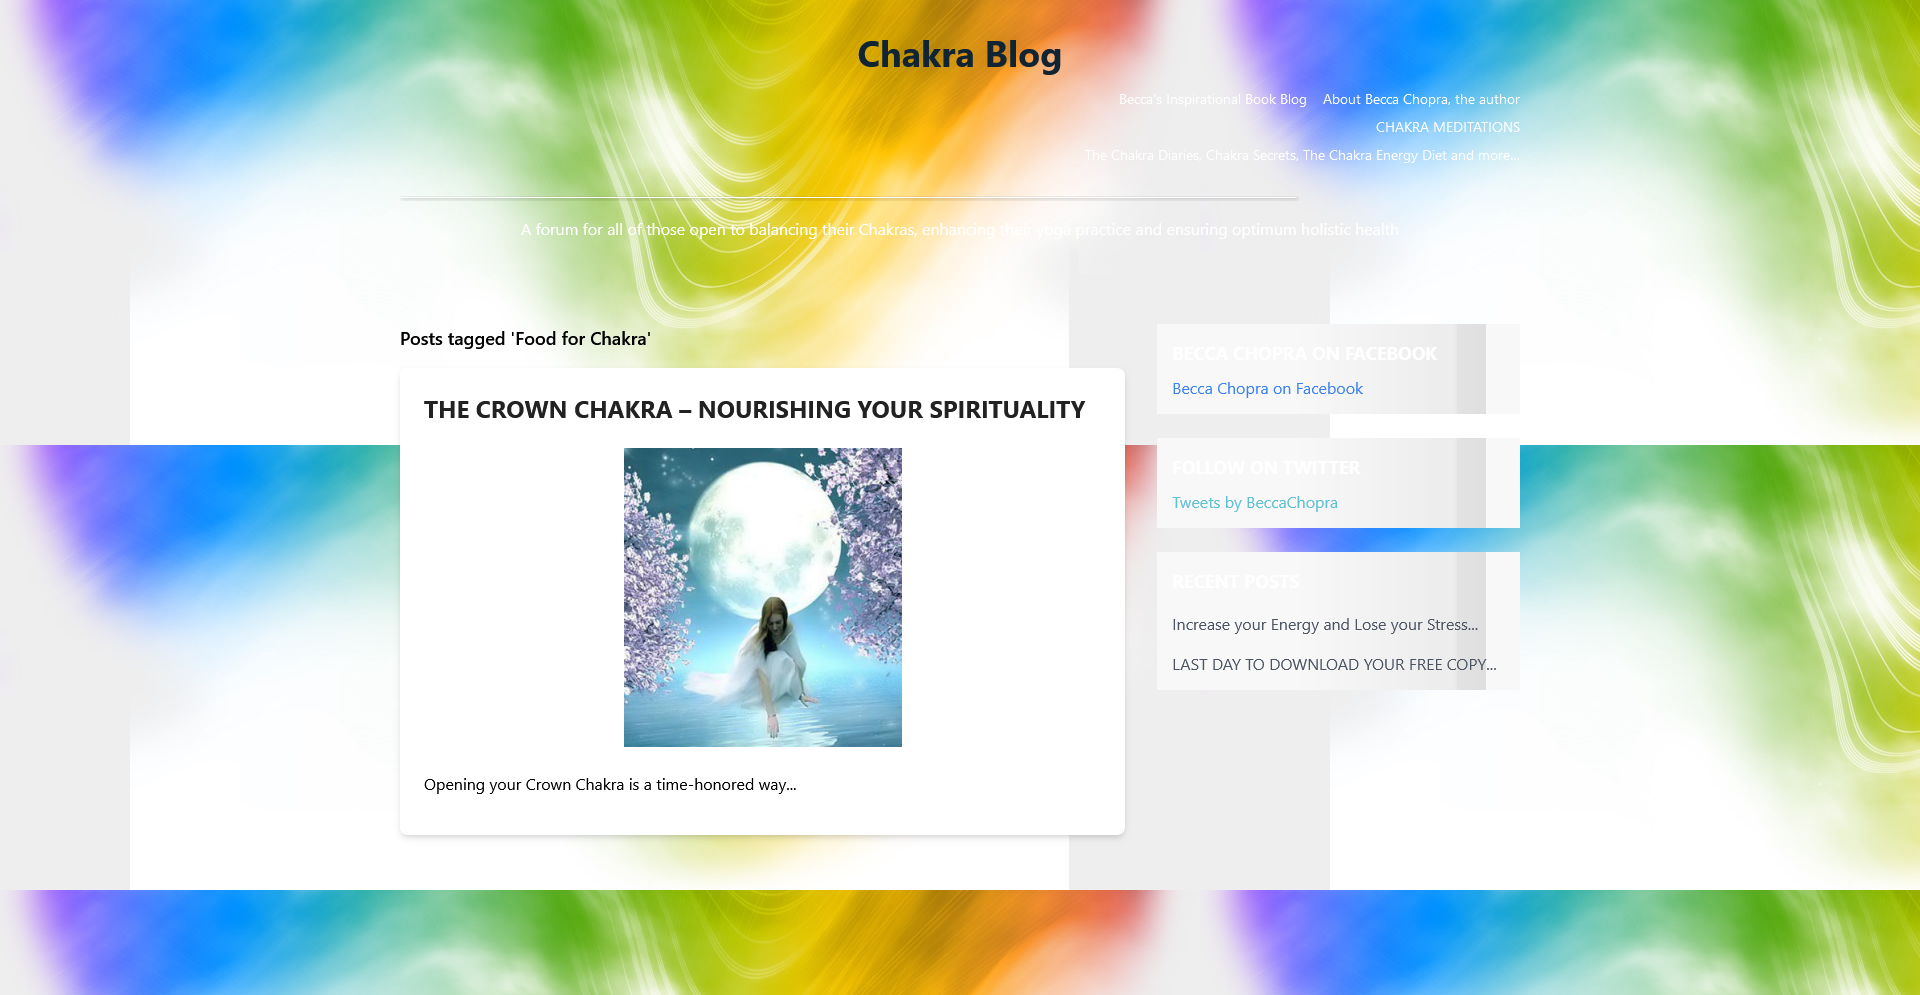 Chakra Blog
Becca's Inspirational Book Blog About Becca Chopra, the author
CHAKRA MEDITATIONS
The Chakra Diaries. Chakra Secrets, The Chakra Energy Diet and more...
A forum for all of those open to balancing their Chakras, enhancing their yoga practice and ensuring optimum holistic health
Posts tagged 'Food for Chakra'
THE CROWN CHAKRA – NOURISHING YOUR SPIRITUALITY
Opening your Crown Chakra is a time-honored way...
BECCA CHOPRA ON FACEBOOK
Becca Chopra on Facebook
FOLLOW ON TWITTER
Tweets by BeccaChopra
RECENT POSTS
Increase your Energy and Lose your Stress...
LAST DAY TO DOWNLOAD YOUR FREE COPY...